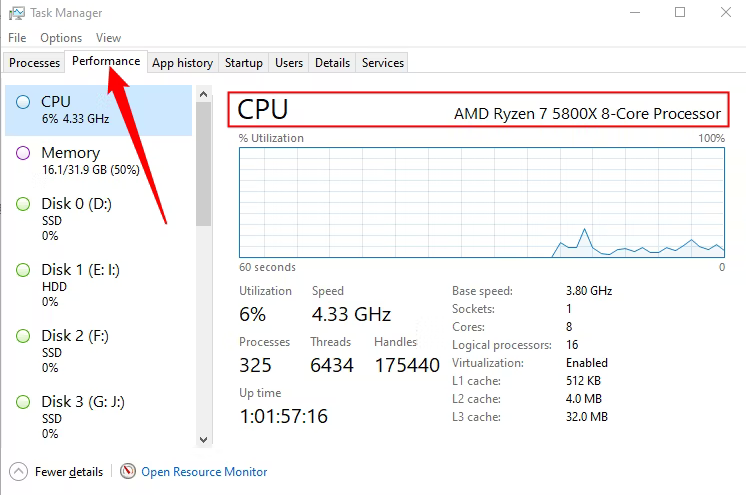 Task Manager
File Options View
Processes Performance App history Startup Users Details Services
CPU
6% 4.33 GHz
Memory
16.1/31.9 GB (50%)
Disk 0 (D:)
SSD
0%
Disk 1 (E: I:)
HDD
0%
Disk 2 (F:)
SSD
0%
Disk 3 (G: J:)
SSD
0%
CPU AMD Ryzen 7 5800X 8-Core Processor
% Utilization 100%
60 seconds 0
Utilization Speed
6% 4.33 GHz
Processes Threads Handles
325 6434 175440
Up time
1:01:57:16
Base speed: 3.80 GHz
Sockets: 1
Cores: 8
Logical processors: 16
Virtualization: Enabled
L1 cache: 512 KB
L2 cache: 4.0 MB
L3 cache: 32.0 MB
Fewer details Open Resource Monitor